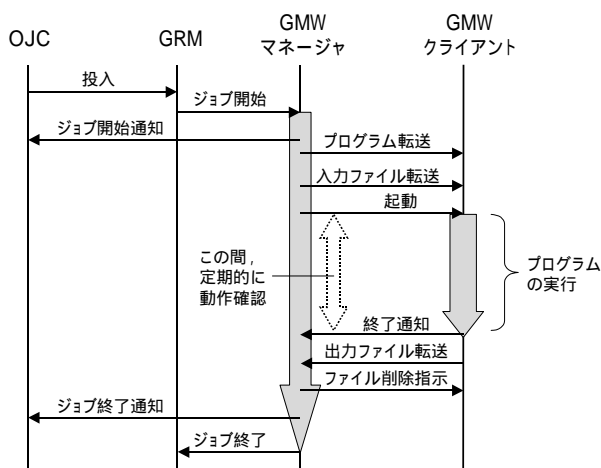 OJC
GRM
GMW
マネージャ
GMW
クライアント
投入
ジョブ開始
ジョブ開始通知
プログラム転送
入力ファイル転送
起動
この間，
定期的に
動作確認
プログラム
の実行
終了通知
出力ファイル転送
ファイル削除指示
ジョブ終了通知
ジョブ終了